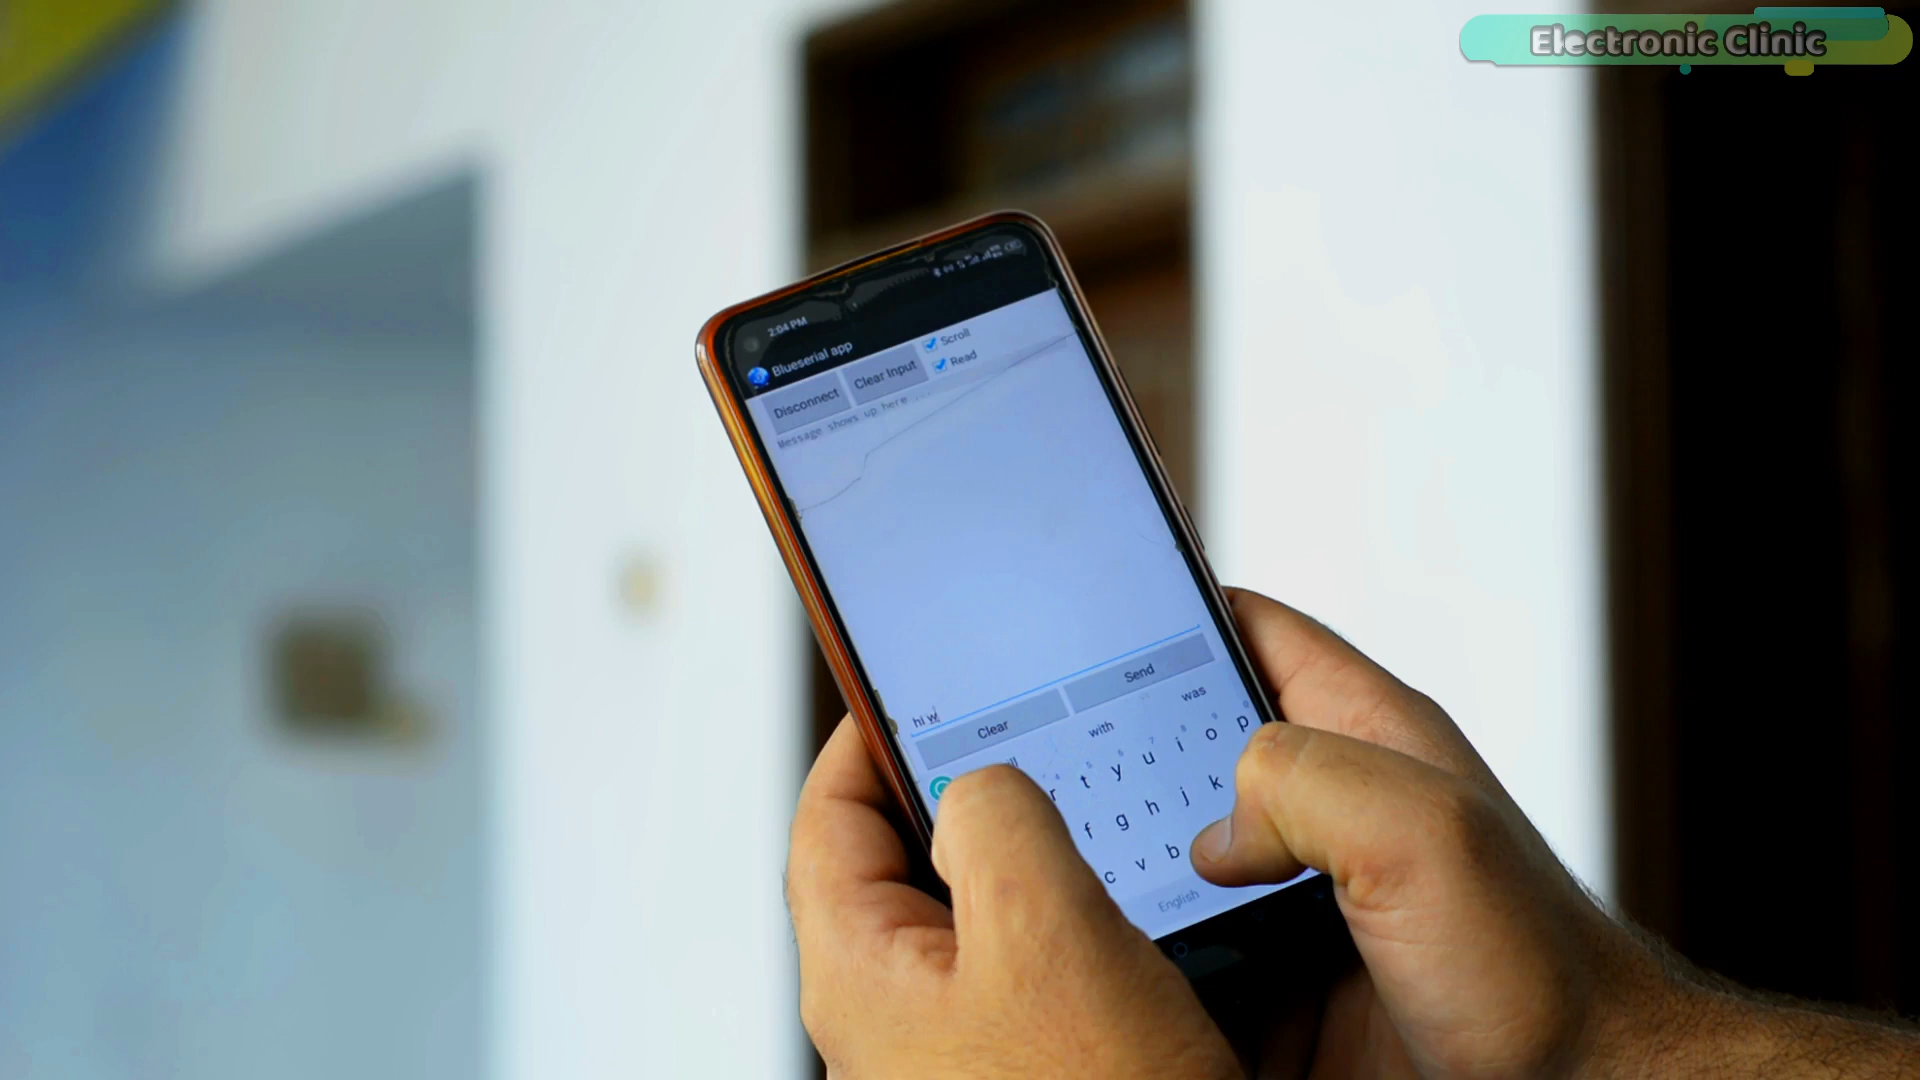 Electronic Clinic
2:04 PM
Blueserial app
Disconnect
Clear Input
Scroll
Read
Message shows up here
hi w
Clear
Send
with
was
r t y u i o p
f g h j k
c v b
English